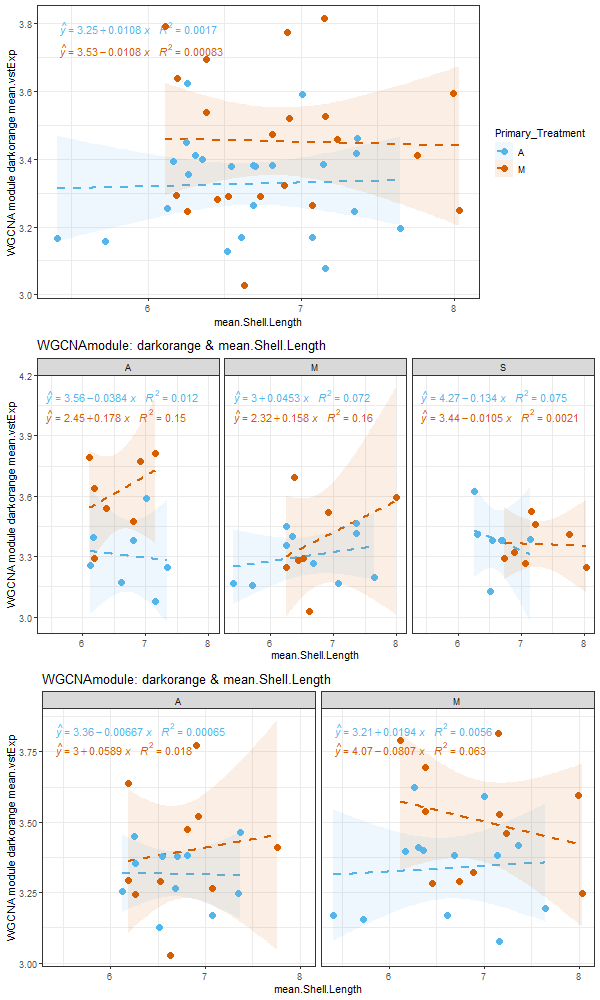 3.8
3.6
3.4
3.2
3.0
WGCNA module darkorange mean.vstExp
ŷ = 3.25 + 0.0108 x R² = 0.0017
ŷ = 3.53 − 0.0108 x R² = 0.00083
6 7 8
mean.Shell.Length
Primary_Treatment
A
M
WGCNAmodule: darkorange & mean.Shell.Length
A M S
4.2
3.9
3.6
3.3
3.0
WGCNA module darkorange mean.vstExp
ŷ = 3.56 − 0.0384 x R² = 0.012
ŷ = 2.45 + 0.178 x R² = 0.15
ŷ = 3 + 0.0453 x R² = 0.072
ŷ = 2.32 + 0.158 x R² = 0.16
ŷ = 4.27 − 0.134 x R² = 0.075
ŷ = 3.44 − 0.0105 x R² = 0.0021
6 7 8 6 7 8 6 7 8
mean.Shell.Length
WGCNAmodule: darkorange & mean.Shell.Length
A M
3.75
3.50
3.25
3.00
WGCNA module darkorange mean.vstExp
ŷ = 3.36 − 0.00667 x R² = 0.00065
ŷ = 3 + 0.0589 x R² = 0.018
ŷ = 3.21 + 0.0194 x R² = 0.0056
ŷ = 4.07 − 0.0807 x R² = 0.063
6 7 8 6 7 8
mean.Shell.Length